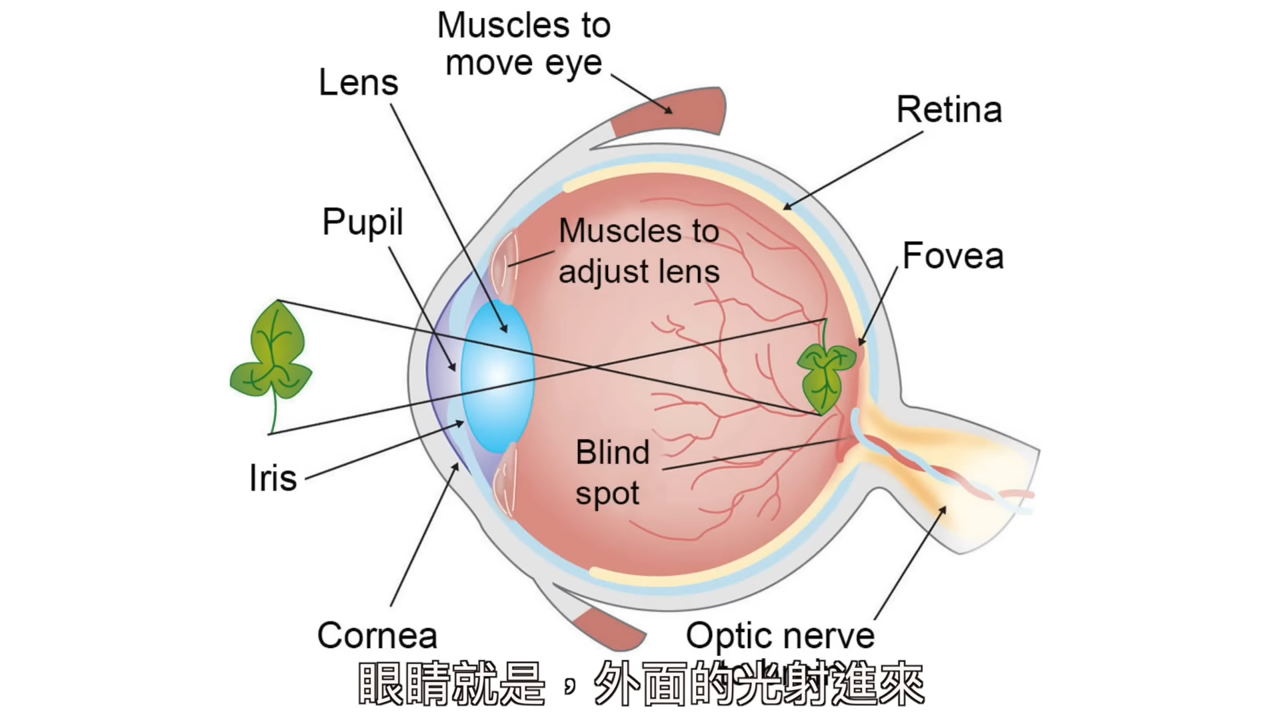 Muscles to
move eye
Lens
Retina
Pupil
Muscles to
adjust lens
Fovea
Blind
spot
Iris
Cornea
Optic nerve
眼睛就是，外面的光射進來